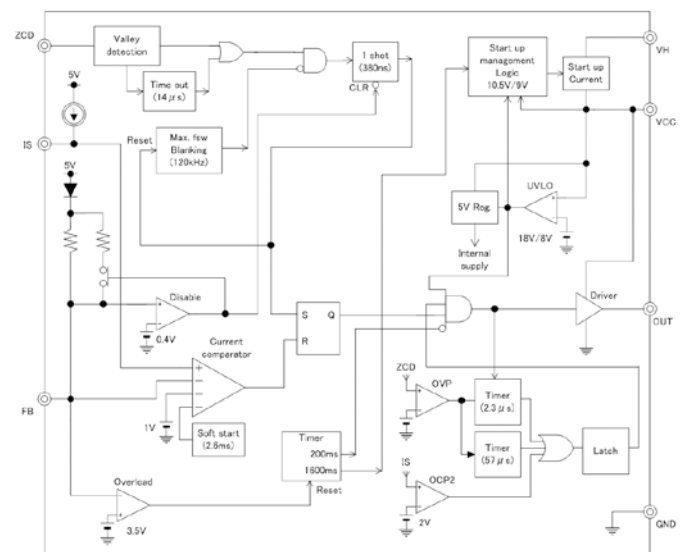 ZCD
Valley
detection
Time out
(14μs)
1 shot
(380ns)
CLR
Start up
management
Logic
10.5V/9V
Start up
Current
VH
VCC
5V
IS
Reset
Max. fsw
Blanking
(120kHz)
5V
UVLO
5V Reg.
18V/8V
Internal
supply
Disable
0.4V
S
Q
R
Driver
OUT
Current
comparator
FB
1V
Soft start
(2.6ms)
Timer
200ms
1600ms
Reset
ZCD
OVP
Timer
(2.3μs)
Timer
(57μs)
Latch
IS
OCP2
2V
Overload
3.5V
GND